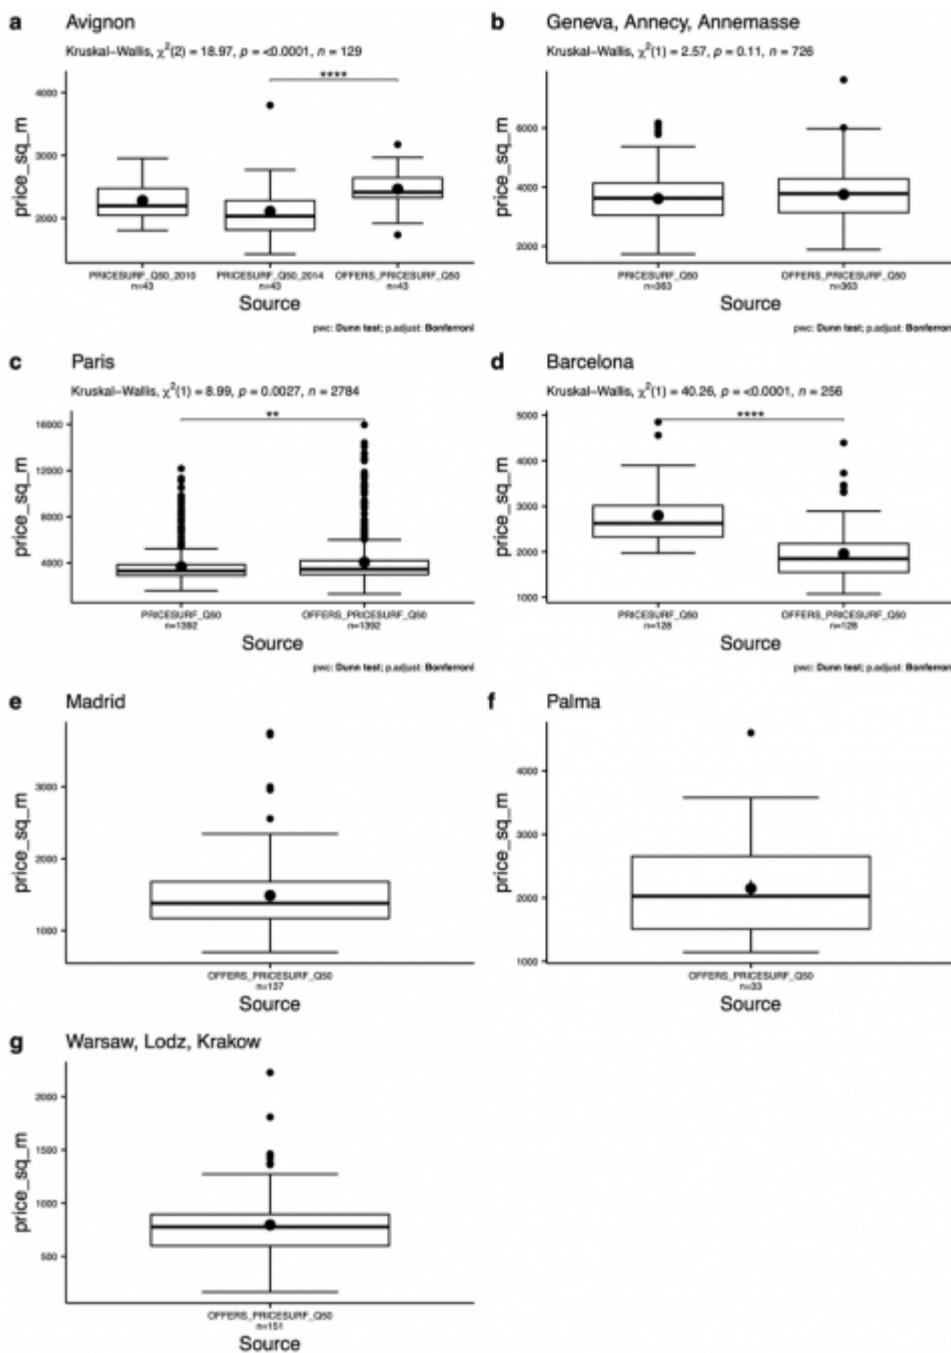 a Avignon
Kruskal–Wallis, χ²(2) = 18.97, p = <0.0001, n = 129
****
price_sq_m
4000
3000
2000
PRICESURF_Q50_2010 PRICESURF_Q50_2014 OFFERS_PRICESURF_Q50
n=43 n=43 n=43
Source
pwc: Dunn test; p.adjust: Bonferroni
b Geneva, Annecy, Annemasse
Kruskal–Wallis, χ²(1) = 2.57, p = 0.11, n = 726
price_sq_m
6000
4000
2000
PRICESURF_Q50 OFFERS_PRICESURF_Q50
n=363 n=363
Source
c Paris
Kruskal–Wallis, χ²(1) = 8.99, p = 0.0027, n = 2784
**
price_sq_m
16000
12000
8000
4000
PRICESURF_Q50 OFFERS_PRICESURF_Q50
n=1392 n=1392
Source
pwc: Dunn test; p.adjust: Bonferroni
d Barcelona
Kruskal–Wallis, χ²(1) = 40.26, p = <0.0001, n = 256
****
price_sq_m
5000
4000
3000
2000
1000
PRICESURF_Q50 OFFERS_PRICESURF_Q50
n=128 n=128
Source
pwc: Dunn test; p.adjust: Bonferroni
e Madrid
price_sq_m
3000
2000
1000
OFFERS_PRICESURF_Q50
n=137
Source
f Palma
price_sq_m
4000
3000
2000
1000
OFFERS_PRICESURF_Q50
n=33
Source
g Warsaw, Lodz, Krakow
price_sq_m
2000
1500
1000
500
OFFERS_PRICESURF_Q50
n=151
Source